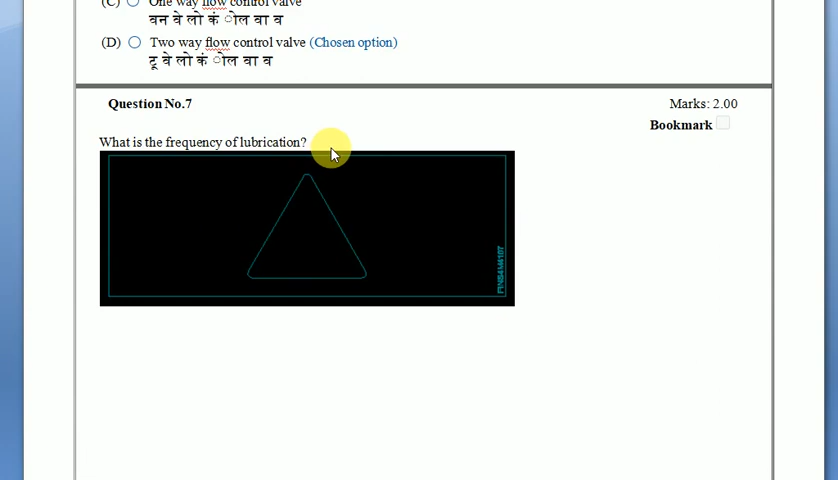 (C) One way flow control valve
वन वे लो कं ोल वा व
(D) Two way flow control valve (Chosen option)
टू वे लो कं ोल वा व
Question No.7 Marks: 2.00
Bookmark
What is the frequency of lubrication?